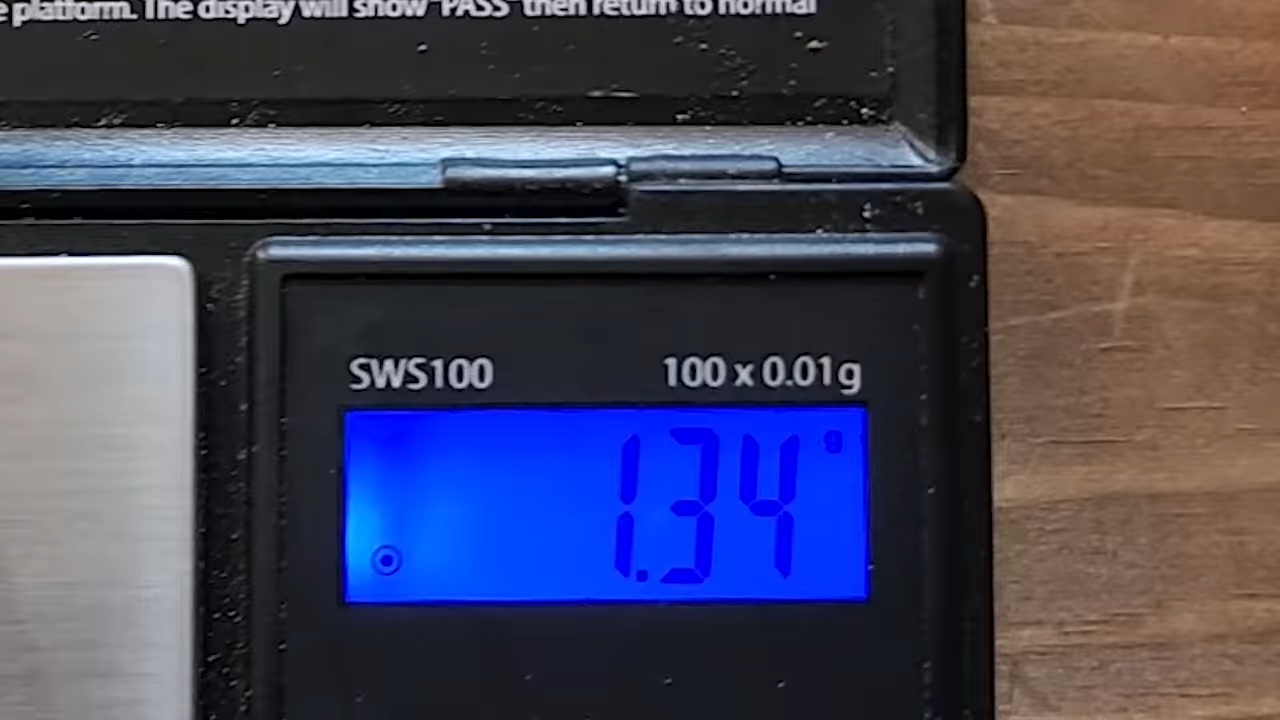 e platform. The display will show "PASS" then return to normal
SWS100 100 x 0.01g
1.34 g